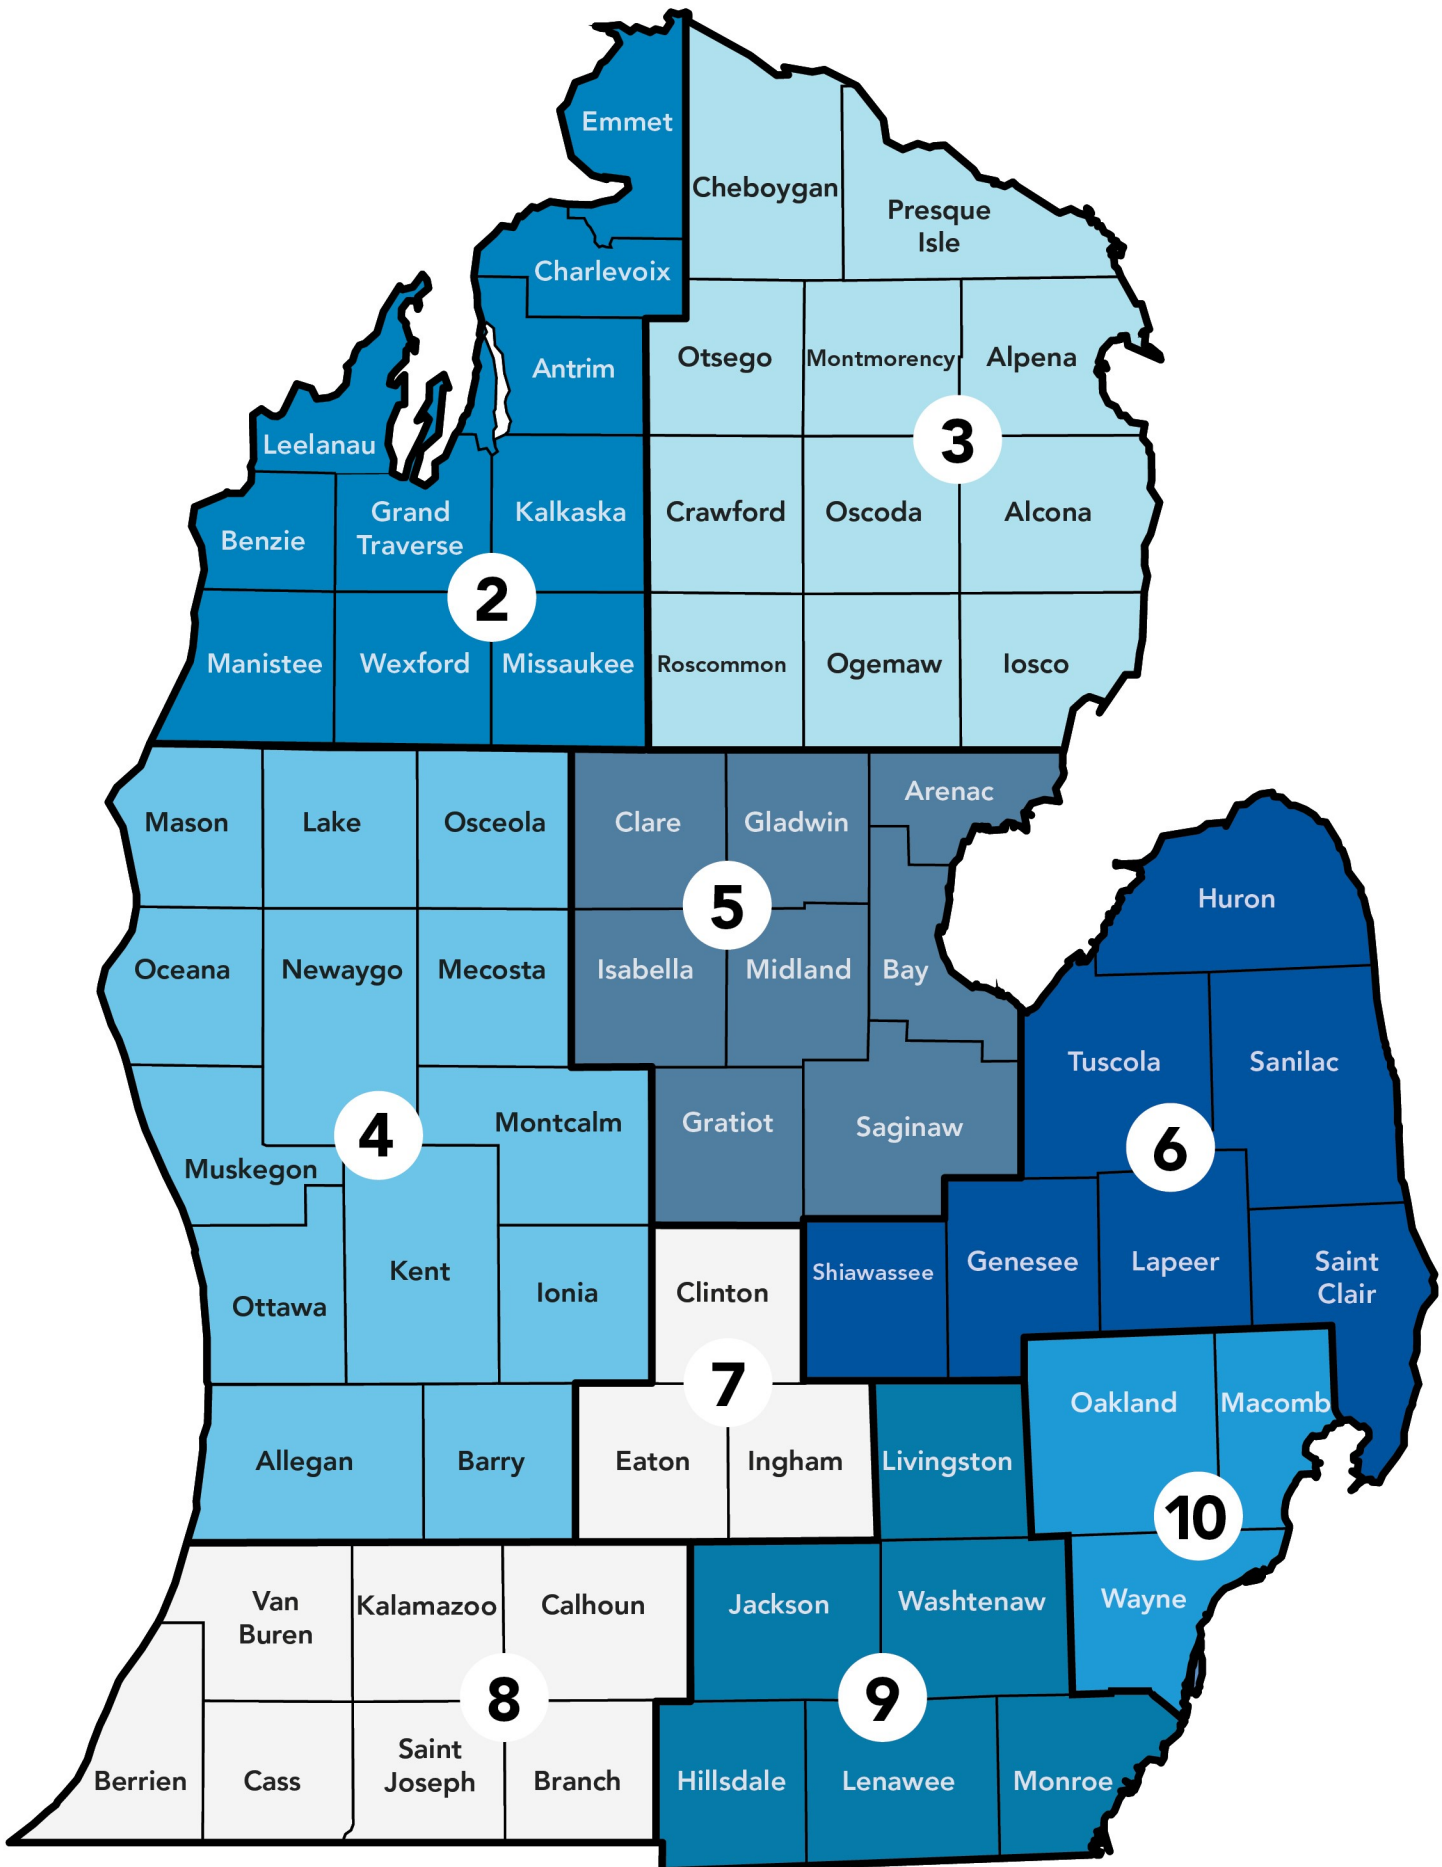 Emmet
Cheboygan
Presque
Isle
Charlevoix
Otsego
Montmorency
Alpena
Antrim
Leelanau
3
Grand
Traverse
Kalkaska
Crawford
Oscoda
Alcona
Benzie
2
Manistee
Wexford
Missaukee
Roscommon
Ogemaw
Iosco
Arenac
Mason
Lake
Osceola
Clare
Gladwin
Huron
5
Oceana
Newaygo
Mecosta
Isabella
Midland
Bay
Tuscola
Sanilac
4
Montcalm
Gratiot
Saginaw
6
Muskegon
Kent
Ionia
Clinton
Shiawassee
Genesee
Lapeer
Saint
Clair
Ottawa
7
Oakland
Macomb
Allegan
Barry
Eaton
Ingham
Livingston
10
Van
Buren
Kalamazoo
Calhoun
Jackson
Washtenaw
Wayne
8
9
Berrien
Cass
Saint
Joseph
Branch
Hillsdale
Lenawee
Monroe